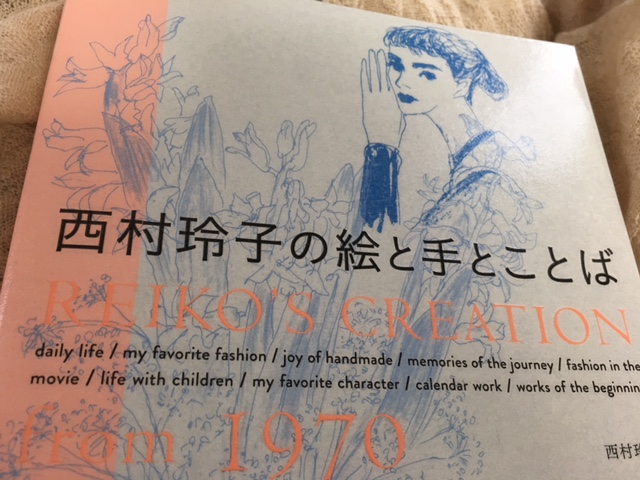 西村玲子の絵と手とことば
REIKO'S CREATION
daily life / my favorite fashion / joy of handmade / memories of the journey / fashion in the
movie / life with children / my favorite character / calendar work / works of the
from 1970
西村